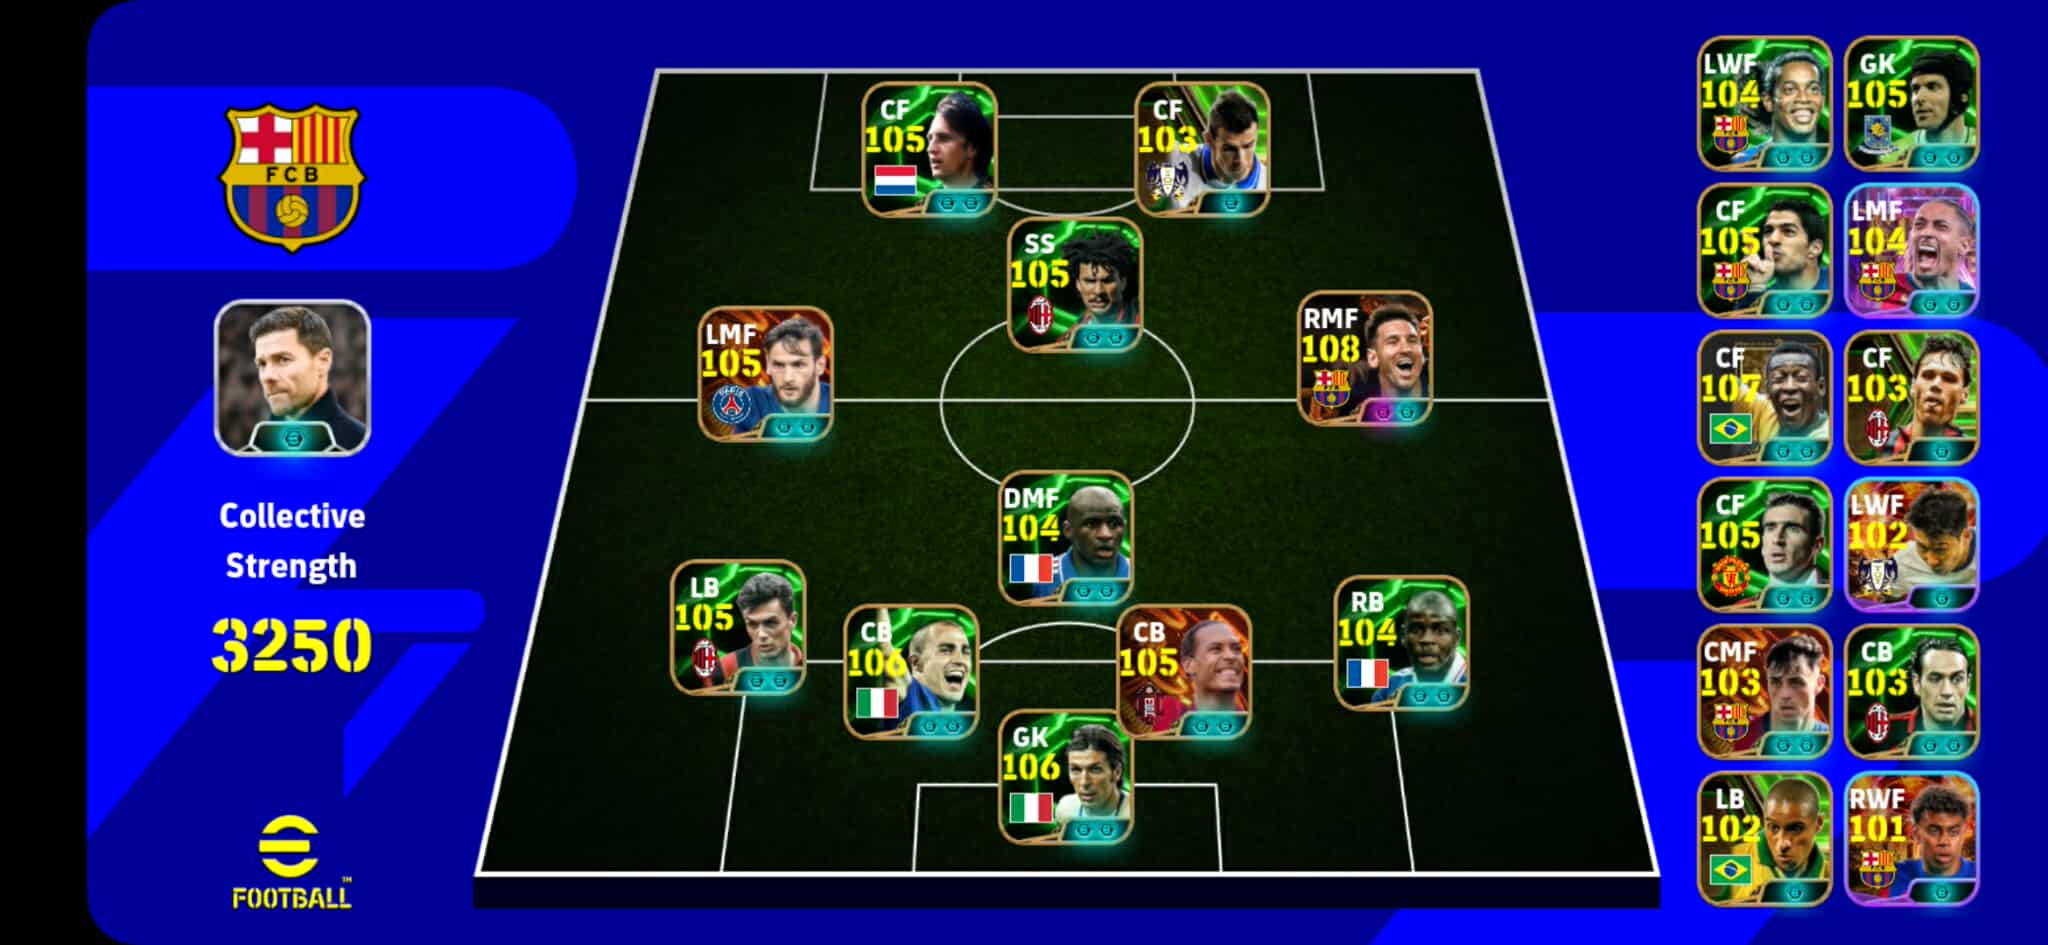 FCB
Collective
Strength
3250
FOOTBALL™
CF
105
CF
103
SS
105
LMF
105
PARIS
RMF
108
DMF
104
LB
105
CB
106
CB
105
RB
104
GK
106
LWF
104
GK
105
CF
105
LMF
104
CF
107
CF
103
CF
105
LWF
102
CMF
103
CB
103
LB
102
RWF
101